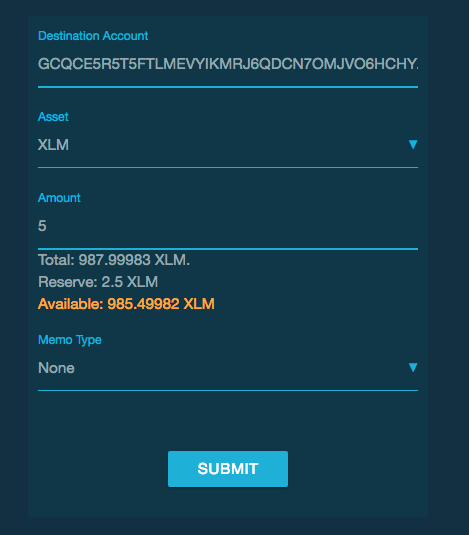 Destination Account
GCQCE5R5T5FTLMEVYIKMRJ6QDCN7OMJVO6HCHY.
Asset
XLM
Amount
5
Total: 987.99983 XLM.
Reserve: 2.5 XLM
Available: 985.49982 XLM
Memo Type
None
SUBMIT